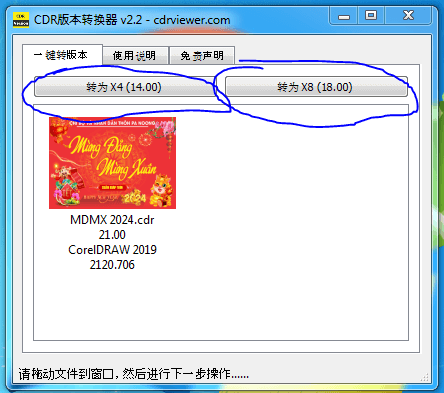 CDR版本转换器 v2.2 - cdrviewer.com
一键转版本 使用说明 免责声明
转为 X4 (14.00) 转为 X8 (18.00)
Mừng Đảng
Mừng Xuân
2024
MDMX 2024.cdr
21.00
CorelDRAW 2019
2120.706
请拖动文件到窗口，然后进行下一步操作......